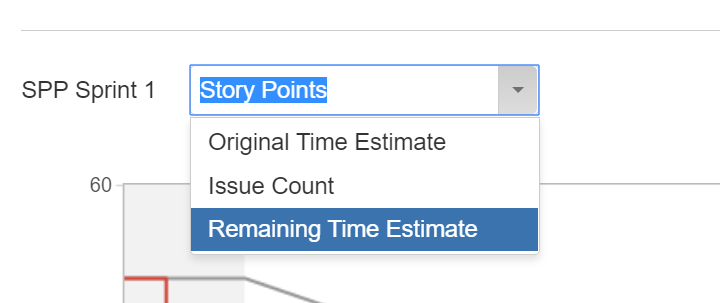 SPP Sprint 1 Story Points
Original Time Estimate
Issue Count
60
Remaining Time Estimate